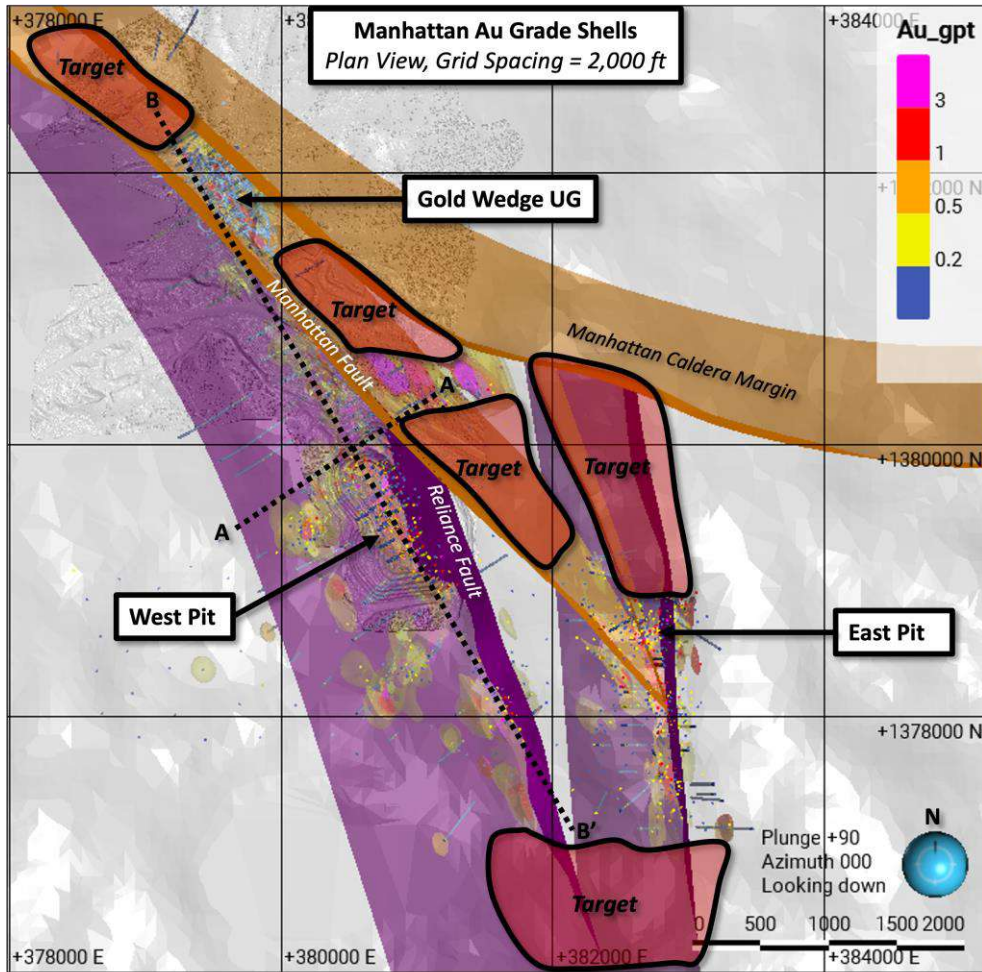 +378000 E
+384000 E
Manhattan Au Grade Shells
Plan View, Grid Spacing = 2,000 ft
Au_gpt
3
1
0.5
0.2
Target
B
Gold Wedge UG
Target
Manhattan Fault
Manhattan Caldera Margin
A
+1380000 N
Target
Target
Reliance Fault
A
West Pit
East Pit
+1378000 N
B'
Plunge +90
Azimuth 000
Looking down
N
Target
0 500 1000 1500 2000
+378000 E
+380000 E
+382000 E
+384000 E